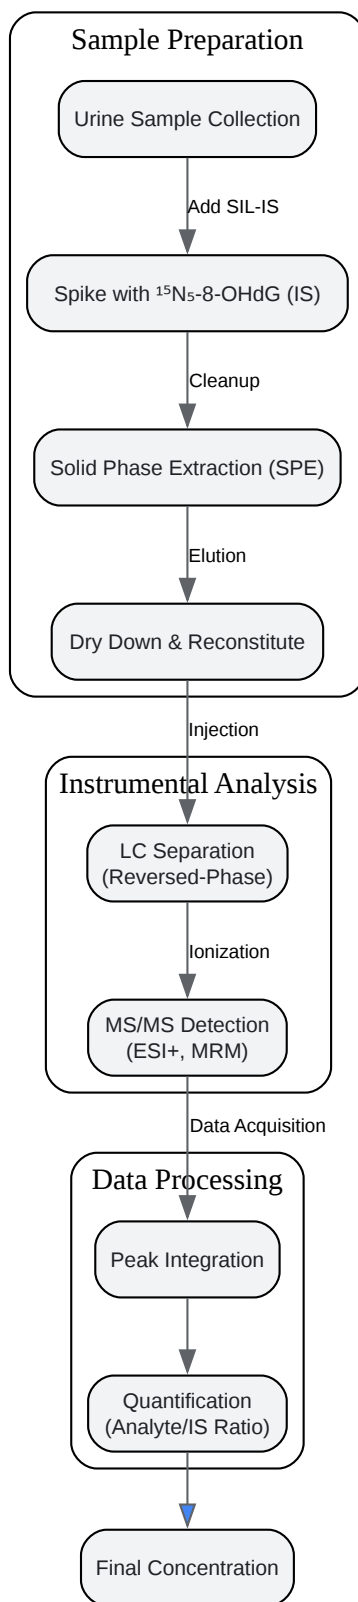 Sample Preparation
Urine Sample Collection
Add SIL-IS
Spike with ¹⁵N₅-8-OHdG (IS)
Cleanup
Solid Phase Extraction (SPE)
Elution
Dry Down & Reconstitute
Injection
Instrumental Analysis
LC Separation
(Reversed-Phase)
Ionization
MS/MS Detection
(ESI+, MRM)
Data Acquisition
Data Processing
Peak Integration
Quantification
(Analyte/IS Ratio)
Final Concentration